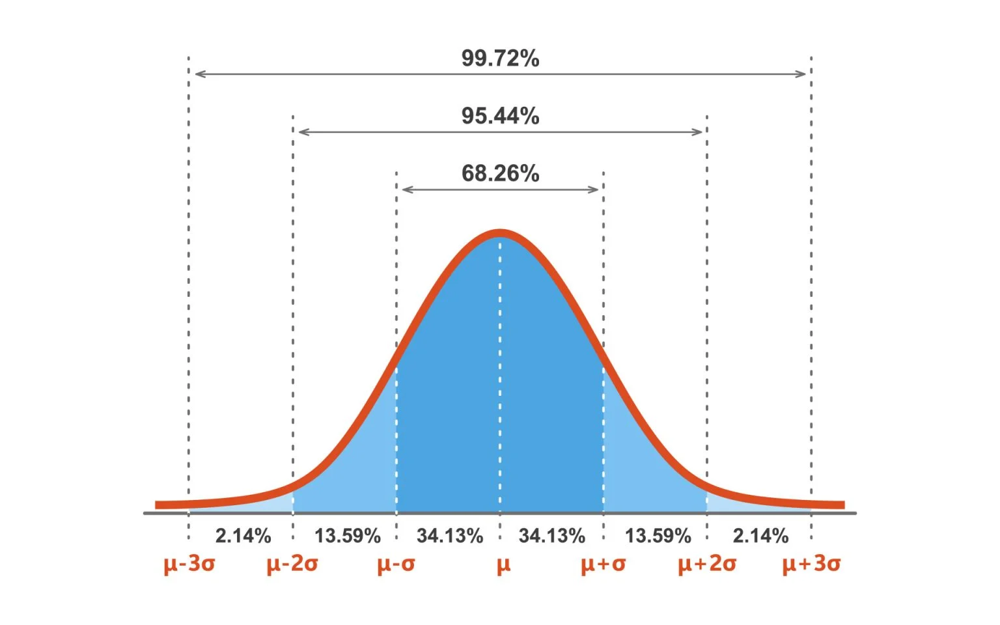 99.72%
95.44%
68.26%
2.14% 13.59% 34.13% 34.13% 13.59% 2.14%
μ-3σ μ-2σ μ-σ μ μ+σ μ+2σ μ+3σ